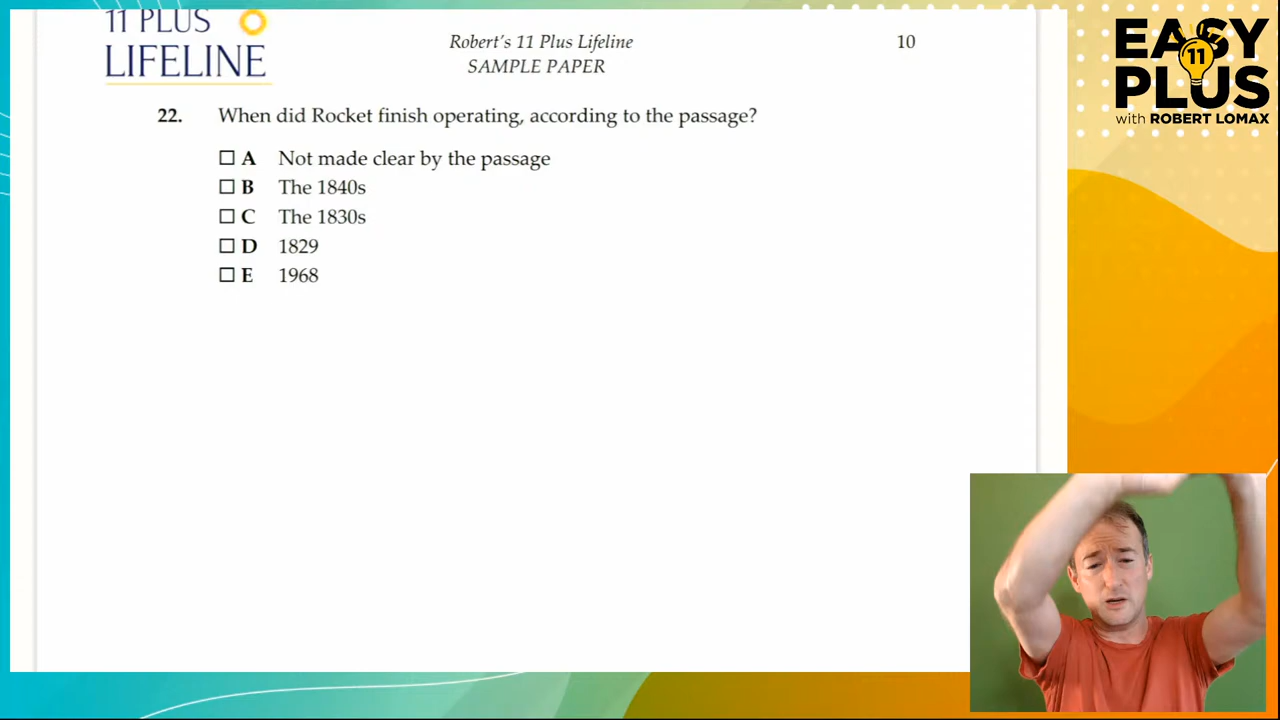 11 PLUS
LIFELINE
Robert's 11 Plus Lifeline
SAMPLE PAPER
10
EASY
11
PLUS
with ROBERT LOMAX
22. When did Rocket finish operating, according to the passage?
☐ A Not made clear by the passage
☐ B The 1840s
☐ C The 1830s
☐ D 1829
☐ E 1968